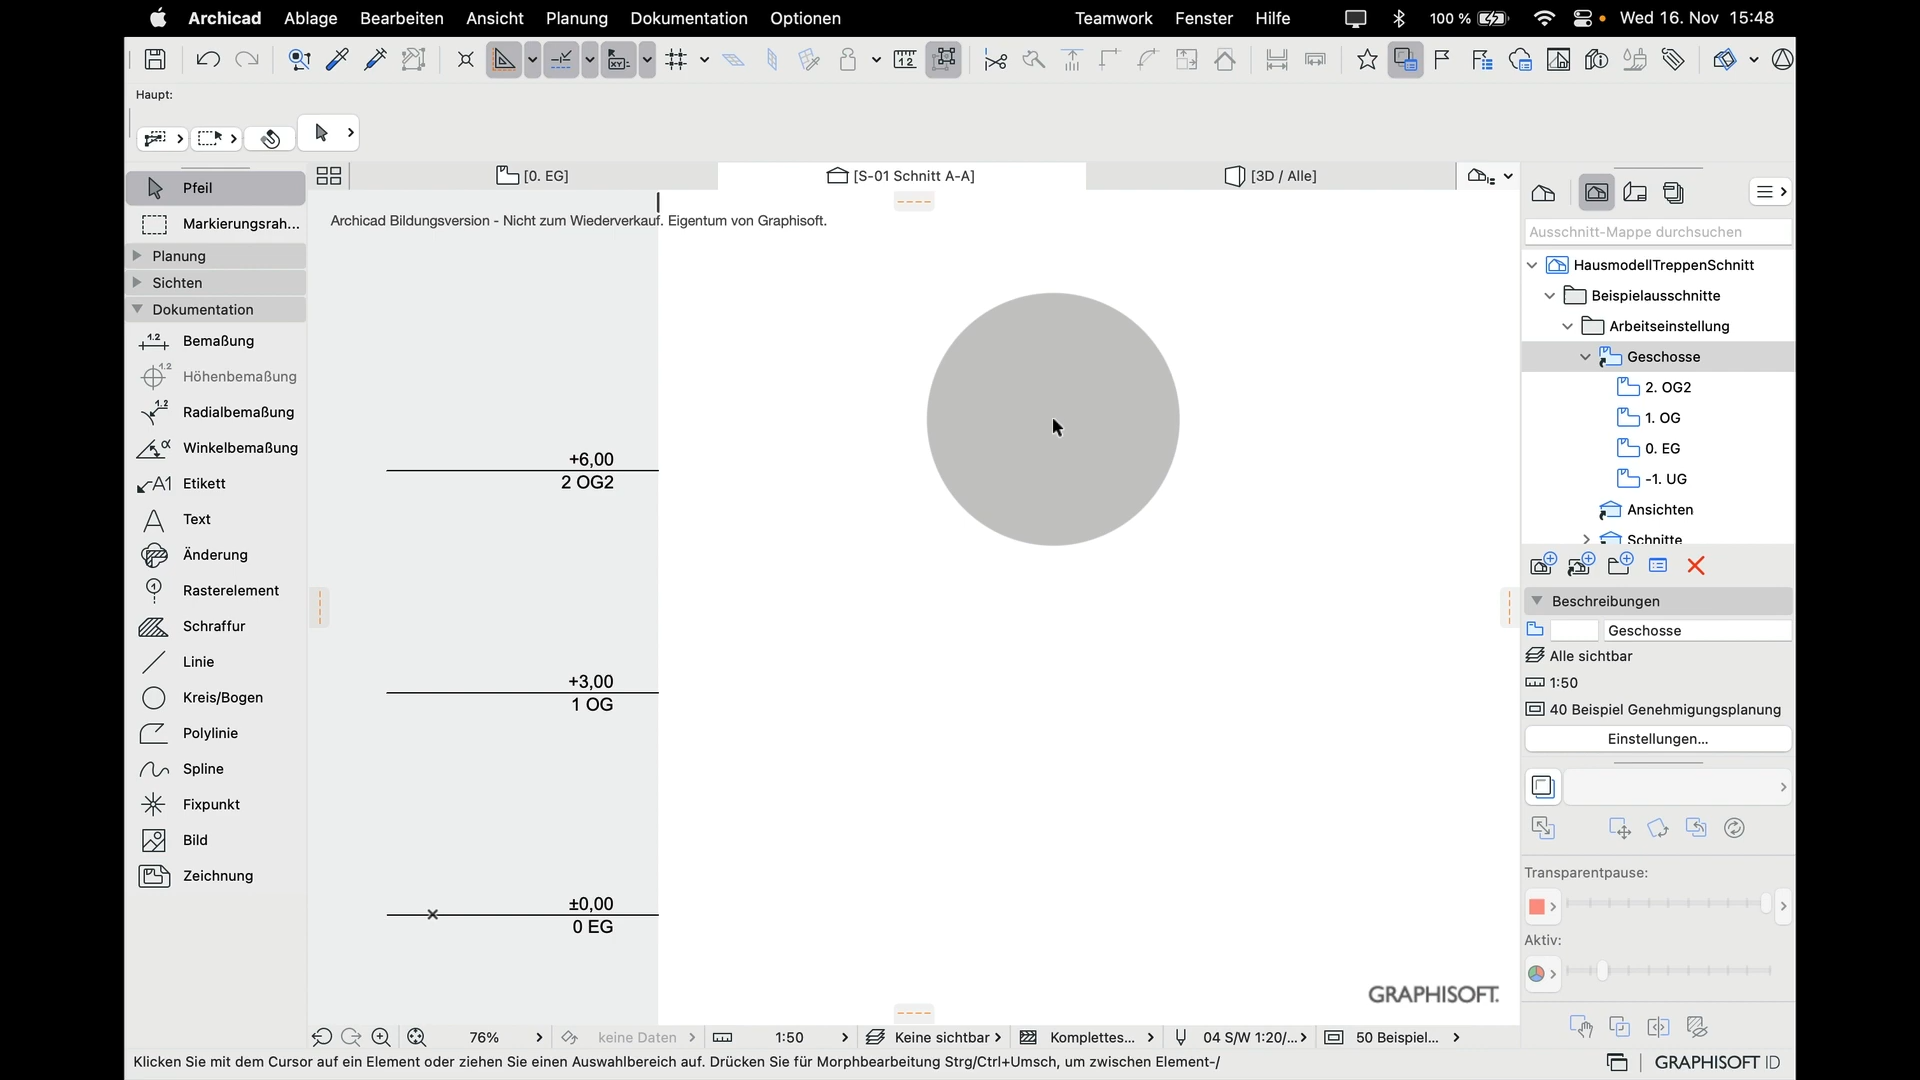 Archicad Ablage Bearbeiten Ansicht Planung Dokumentation Optionen Teamwork Fenster Hilfe 100 % Wed 16. Nov 15:48
Haupt:
[0. EG] [S-01 Schnitt A-A] [3D / Alle]
Pfeil
Markierungsrah...
Planung
Sichten
Dokumentation
Bemaßung
Höhenbemaßung
Radialbemaßung
Winkelbemaßung
Etikett
Text
Änderung
Rasterelement
Schraffur
Linie
Kreis/Bogen
Polylinie
Spline
Fixpunkt
Bild
Zeichnung
Archicad Bildungsversion - Nicht zum Wiederverkauf. Eigentum von Graphisoft.
+6,00
2 OG2
+3,00
1 OG
±0,00
0 EG
GRAPHISOFT.
Ausschnitt-Mappe durchsuchen
HausmodellTreppenSchnitt
Beispielausschnitte
Arbeitseinstellung
Geschosse
2. OG2
1. OG
0. EG
-1. UG
Ansichten
Schnitte
Beschreibungen
Geschosse
Alle sichtbar
1:50
40 Beispiel Genehmigungsplanung
Einstellungen...
Transparentpause:
Aktiv:
76% keine Daten 1:50 Keine sichtbar Komplettes... 04 S/W 1:20/... 50 Beispiel...
Klicken Sie mit dem Cursor auf ein Element oder ziehen Sie einen Auswahlbereich auf. Drücken Sie für Morphbearbeitung Strg/Ctrl+Umsch, um zwischen Element-/
GRAPHISOFT ID